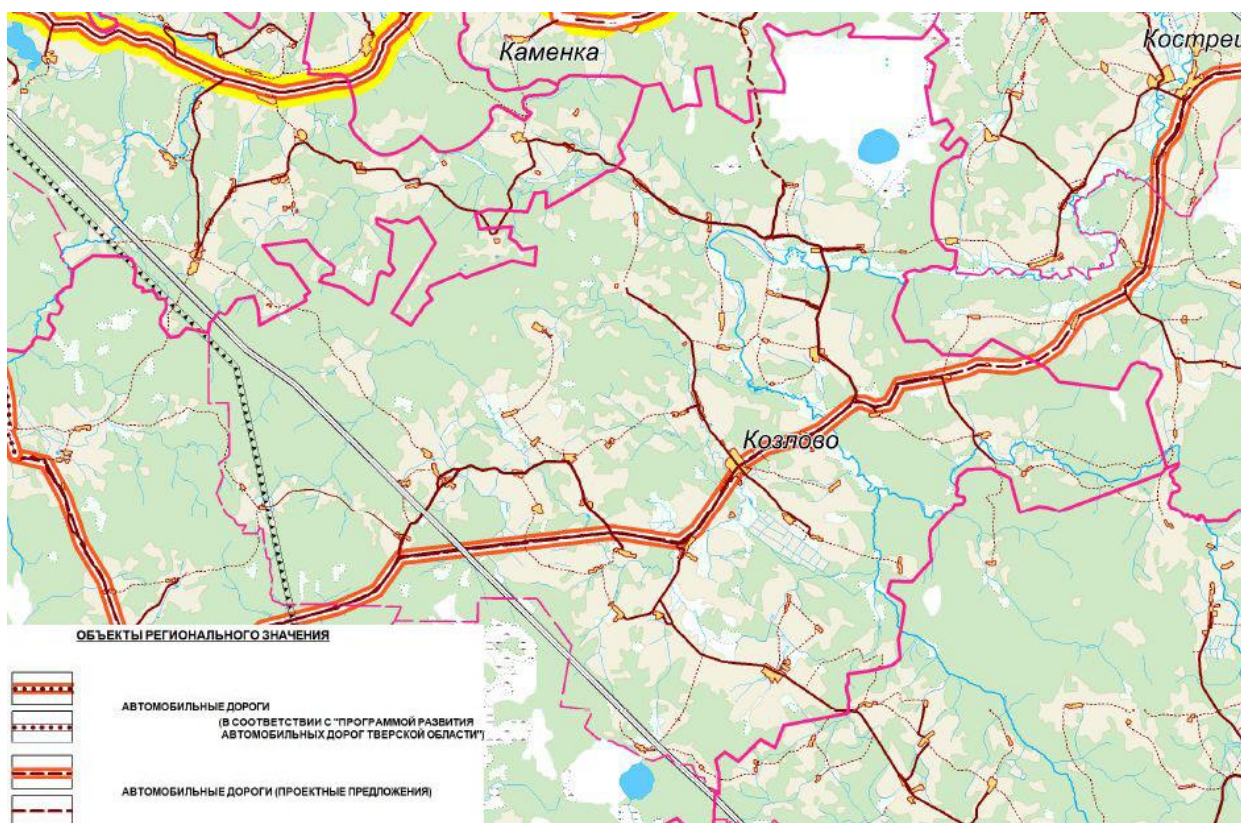 Каменка
Костре
Козлово
ОБЪЕКТЫ РЕГИОНАЛЬНОГО ЗНАЧЕНИЯ
АВТОМОБИЛЬНЫЕ ДОРОГИ
(В СООТВЕТСТВИИ С "ПРОГРАММОЙ РАЗВИТИЯ
АВТОМОБИЛЬНЫХ ДОРОГ ТВЕРСКОЙ ОБЛАСТИ")
АВТОМОБИЛЬНЫЕ ДОРОГИ (ПРОЕКТНЫЕ ПРЕДЛОЖЕНИЯ)